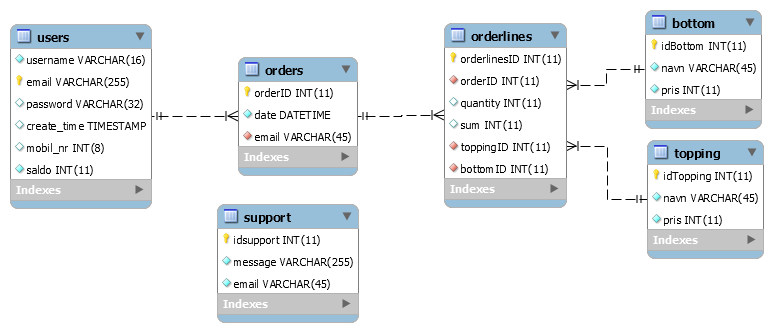 users
username VARCHAR(16)
email VARCHAR(255)
password VARCHAR(32)
create_time TIMESTAMP
mobil_nr INT(8)
saldo INT(11)
Indexes
orders
orderID INT(11)
date DATETIME
email VARCHAR(45)
Indexes
support
idsupport INT(11)
message VARCHAR(255)
email VARCHAR(45)
Indexes
orderlines
orderlinesID INT(11)
orderID INT(11)
quantity INT(11)
sum INT(11)
toppingID INT(11)
bottomID INT(11)
Indexes
bottom
idBottom INT(11)
navn VARCHAR(45)
pris INT(11)
Indexes
topping
idTopping INT(11)
navn VARCHAR(45)
pris INT(11)
Indexes